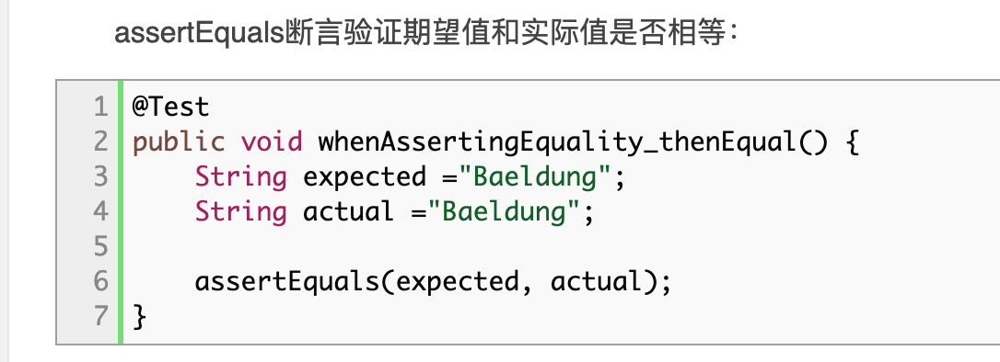 assertEquals断言验证期望值和实际值是否相等：
1 @Test
2 public void whenAssertingEquality_thenEqual() {
3     String expected ="Baeldung";
4     String actual ="Baeldung";
5
6     assertEquals(expected, actual);
7 }